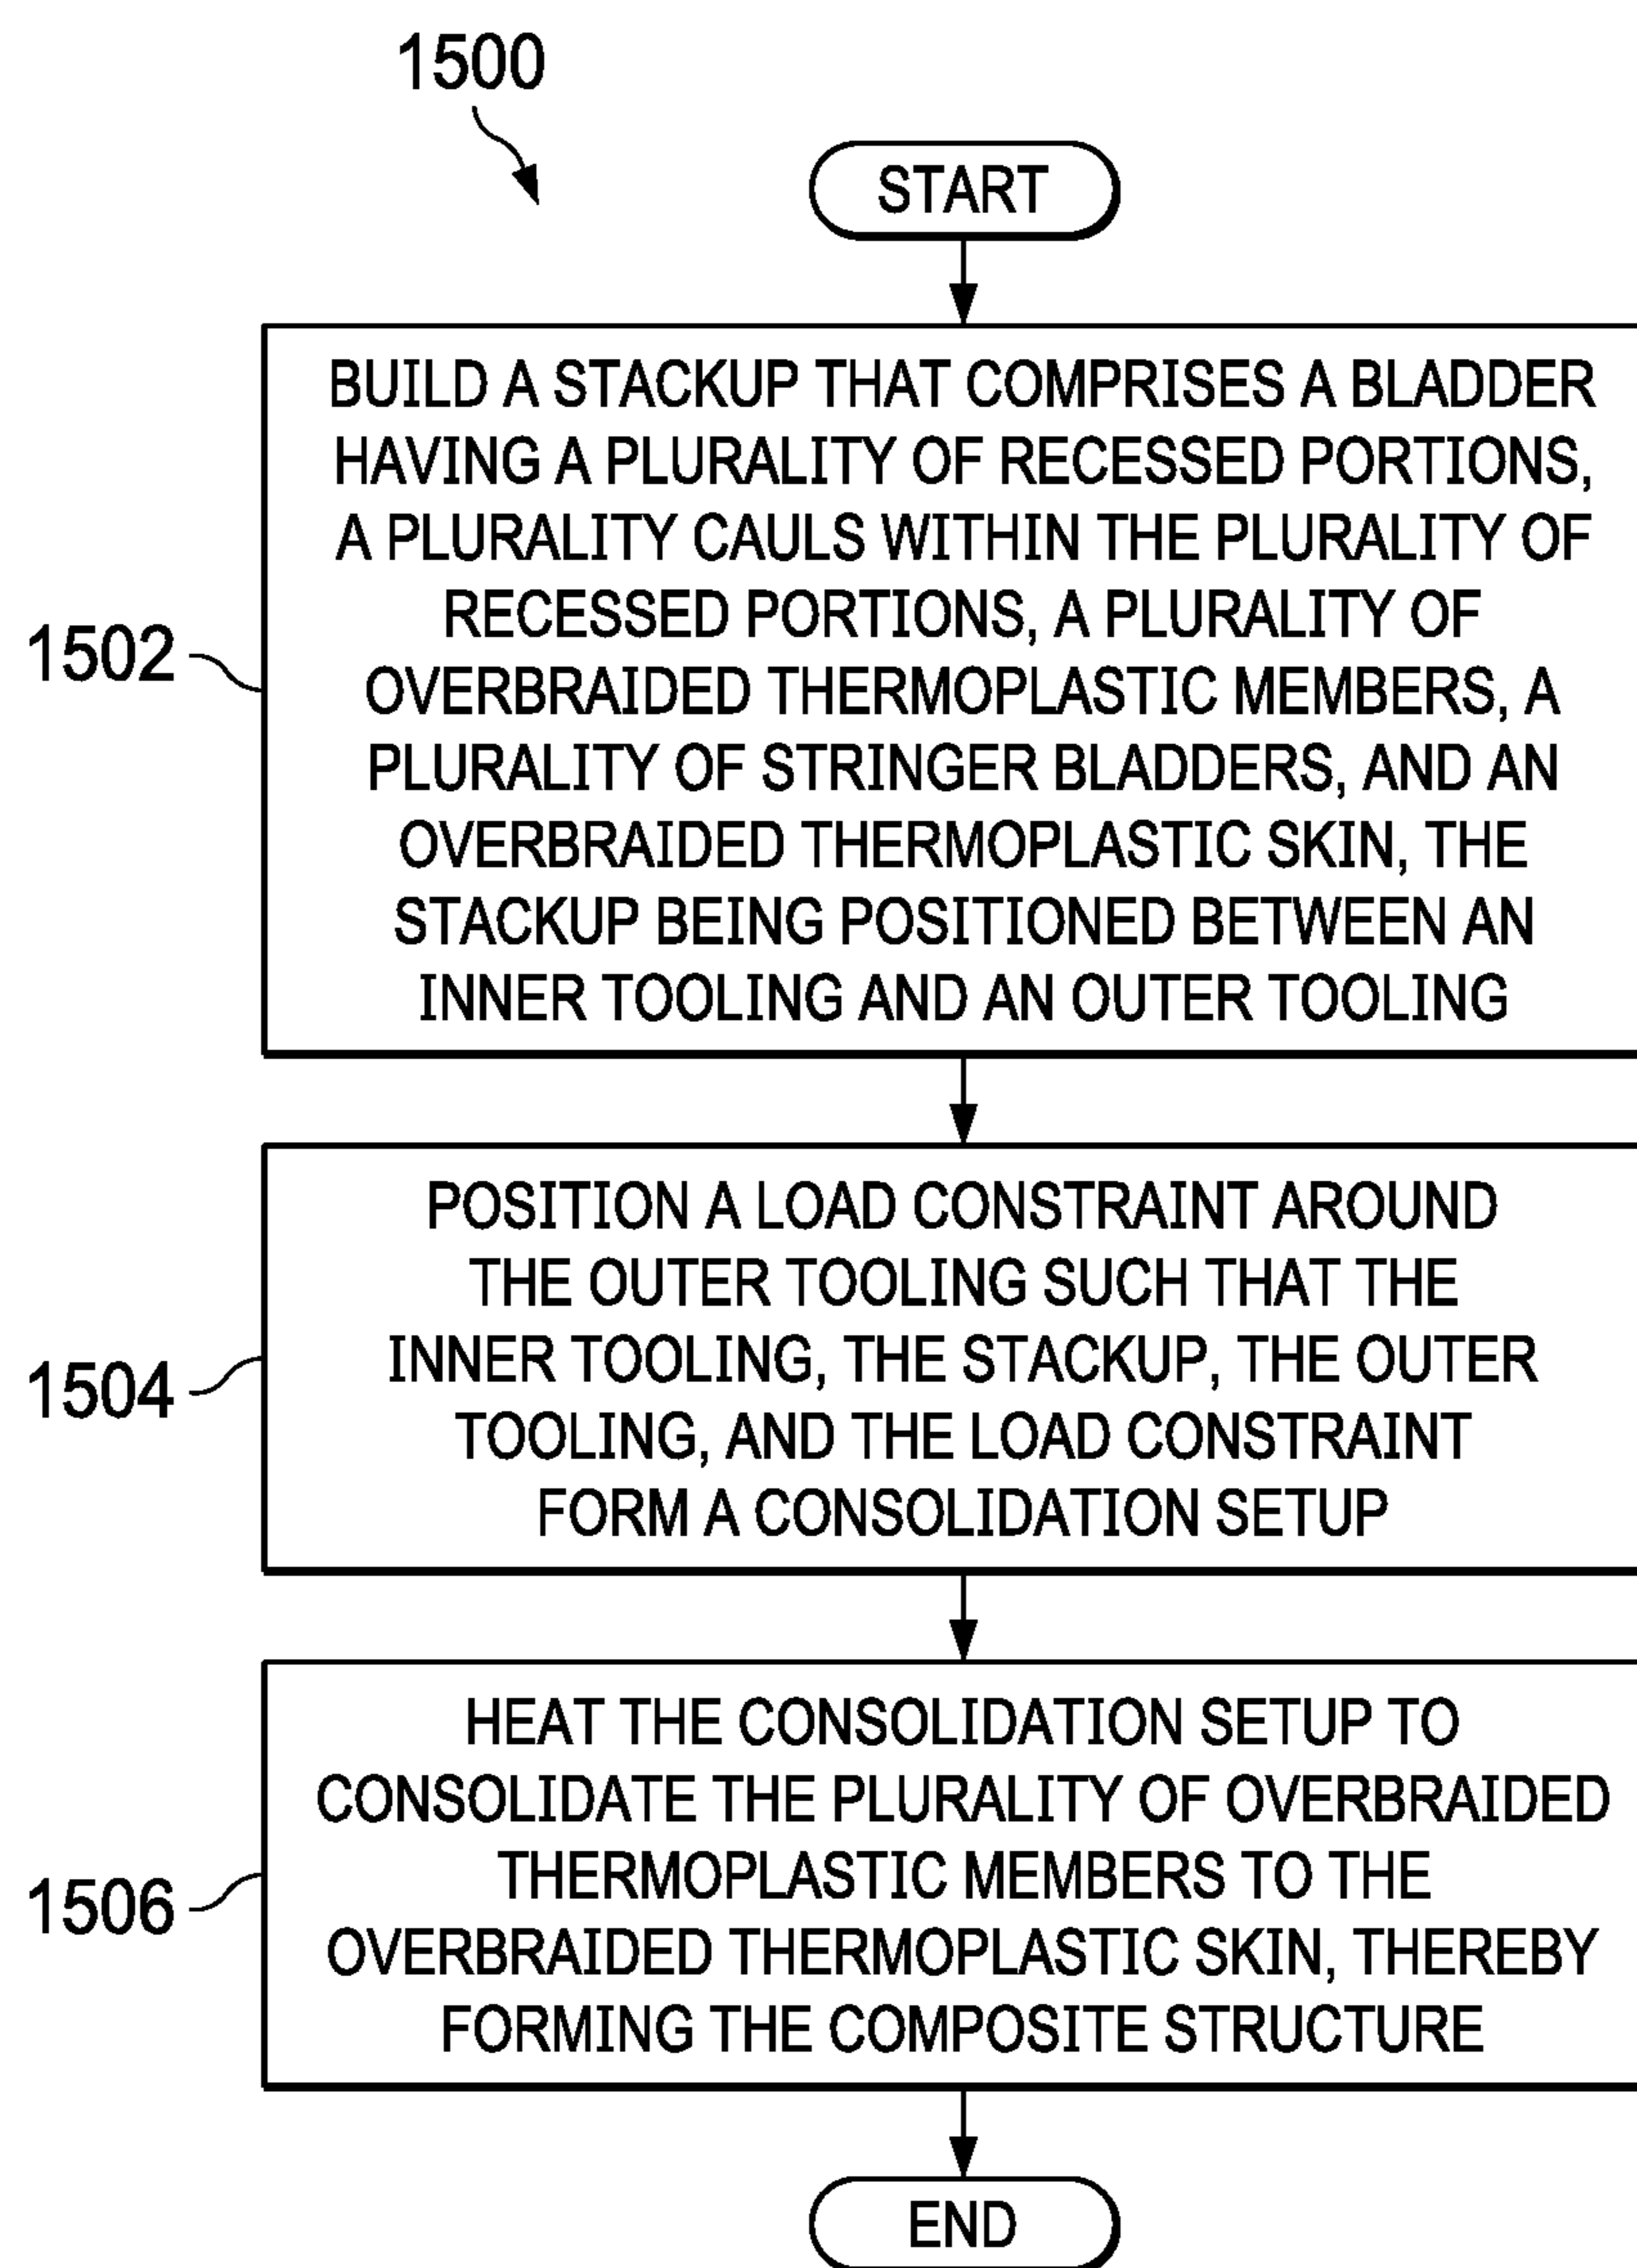 1500
START
BUILD A STACKUP THAT COMPRISES A BLADDER
HAVING A PLURALITY OF RECESSED PORTIONS,
A PLURALITY CAULS WITHIN THE PLURALITY OF
RECESSED PORTIONS, A PLURALITY OF
OVERBRAIDED THERMOPLASTIC MEMBERS, A
PLURALITY OF STRINGER BLADDERS, AND AN
OVERBRAIDED THERMOPLASTIC SKIN, THE
STACKUP BEING POSITIONED BETWEEN AN
INNER TOOLING AND AN OUTER TOOLING
1502
POSITION A LOAD CONSTRAINT AROUND
THE OUTER TOOLING SUCH THAT THE
INNER TOOLING, THE STACKUP, THE OUTER
TOOLING, AND THE LOAD CONSTRAINT
FORM A CONSOLIDATION SETUP
1504
HEAT THE CONSOLIDATION SETUP TO
CONSOLIDATE THE PLURALITY OF OVERBRAIDED
THERMOPLASTIC MEMBERS TO THE
OVERBRAIDED THERMOPLASTIC SKIN, THEREBY
FORMING THE COMPOSITE STRUCTURE
1506
END